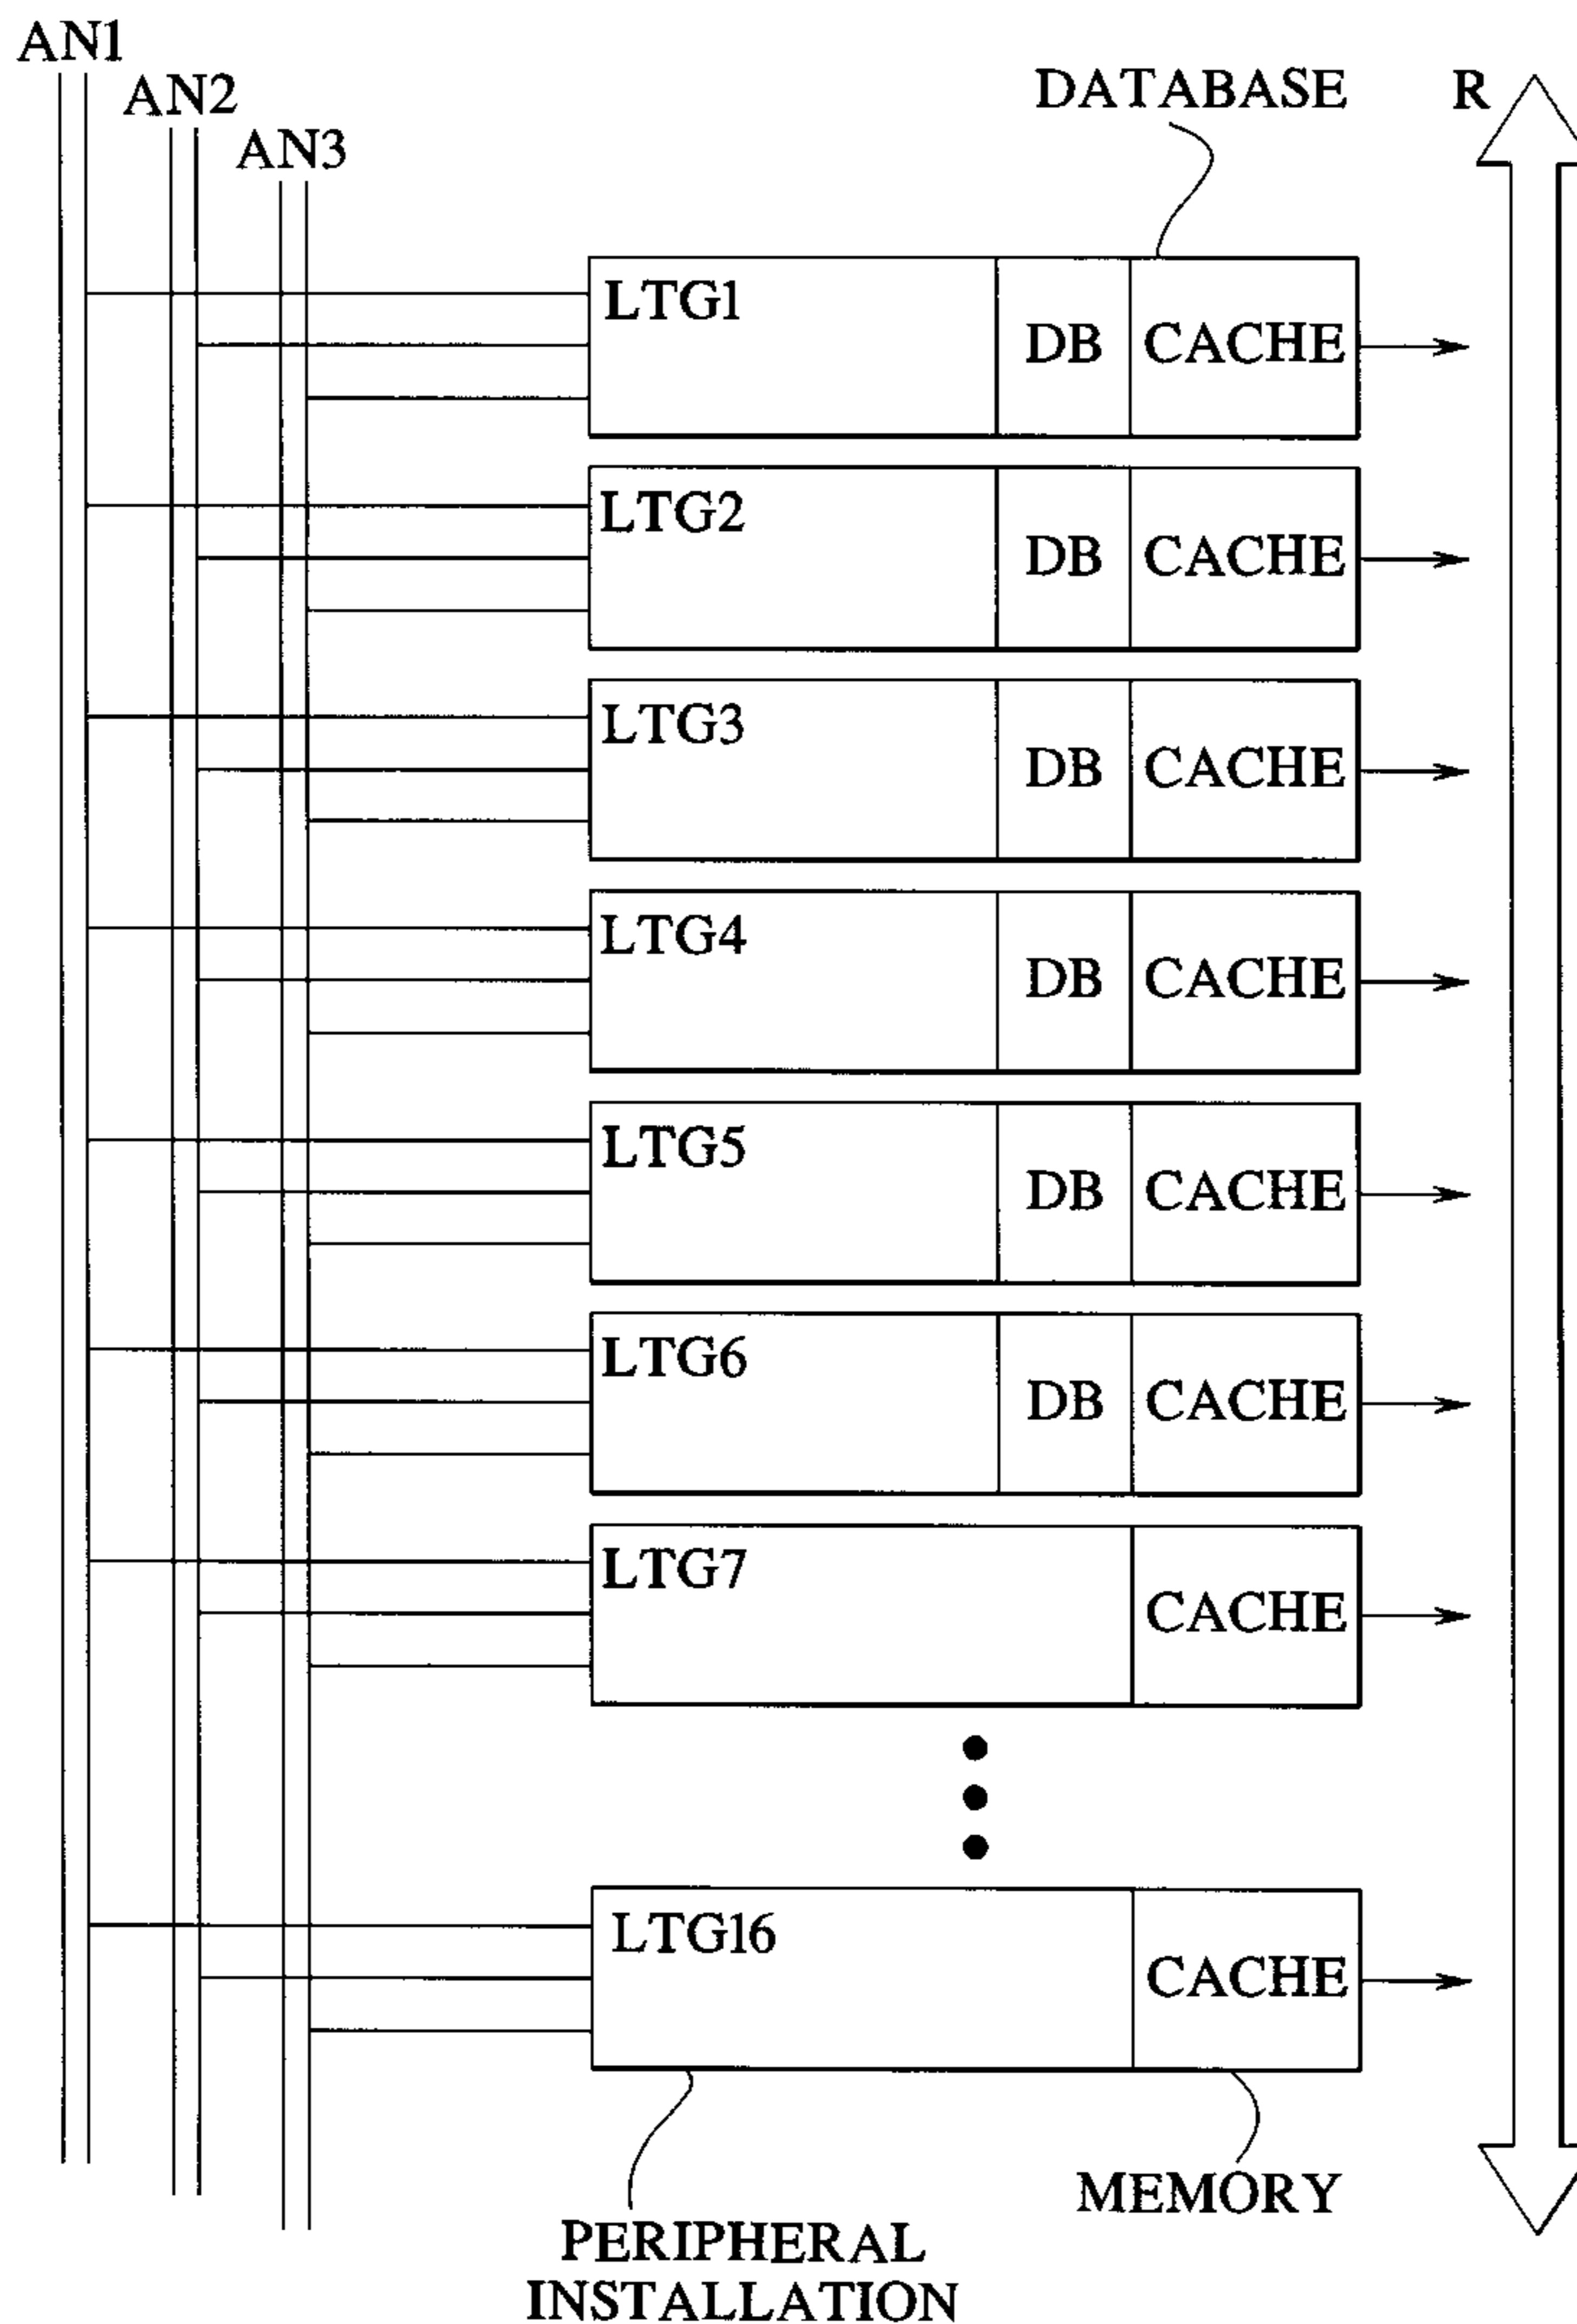 AN1
AN2
AN3
DATABASE
R
LTG1
DB
CACHE
LTG2
DB
CACHE
LTG3
DB
CACHE
LTG4
DB
CACHE
LTG5
DB
CACHE
LTG6
DB
CACHE
LTG7
CACHE
LTG16
CACHE
MEMORY
PERIPHERAL
INSTALLATION